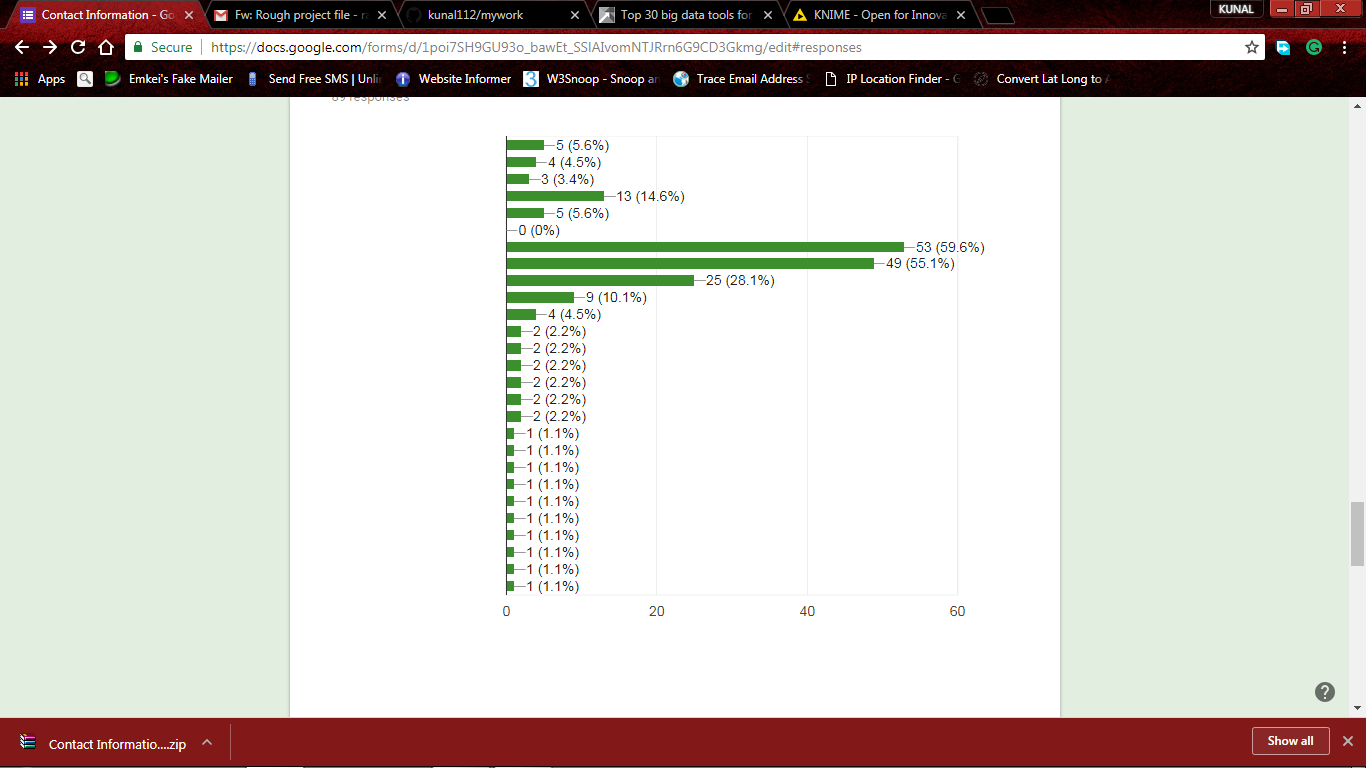 Contact Information - Go
Fw: Rough project file - ra
kunal112/mywork
Top 30 big data tools for
KNIME - Open for Innova
KUNAL
Secure
https://docs.google.com/forms/d/1poi7SH9GU93o_bawEt_SSIAIvomNTJRrn6G9CD3Gkmg/edit#responses
Apps
Emkei's Fake Mailer
Send Free SMS | Unli
Website Informer
W3Snoop - Snoop an
Trace Email Address
IP Location Finder - G
Convert Lat Long to A
89 responses
5 (5.6%)
4 (4.5%)
3 (3.4%)
13 (14.6%)
5 (5.6%)
0 (0%)
53 (59.6%)
49 (55.1%)
25 (28.1%)
9 (10.1%)
4 (4.5%)
2 (2.2%)
2 (2.2%)
2 (2.2%)
2 (2.2%)
2 (2.2%)
2 (2.2%)
1 (1.1%)
1 (1.1%)
1 (1.1%)
1 (1.1%)
1 (1.1%)
1 (1.1%)
1 (1.1%)
1 (1.1%)
1 (1.1%)
1 (1.1%)
0 20 40 60
Contact Informatio....zip
Show all